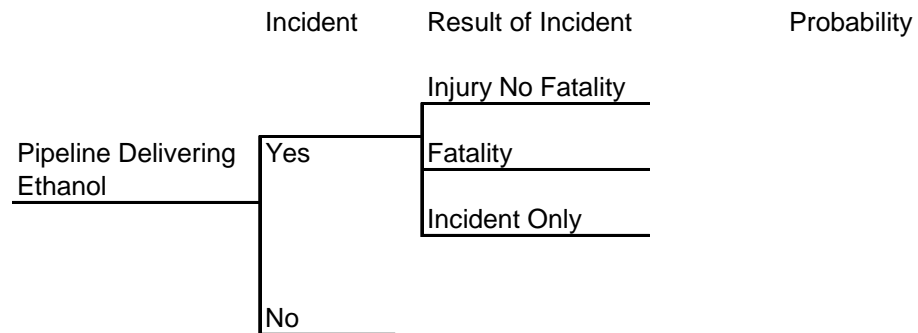 Incident Result of Incident Probability
Injury No Fatality
Pipeline Delivering
Ethanol
Yes
Fatality
Incident Only
No